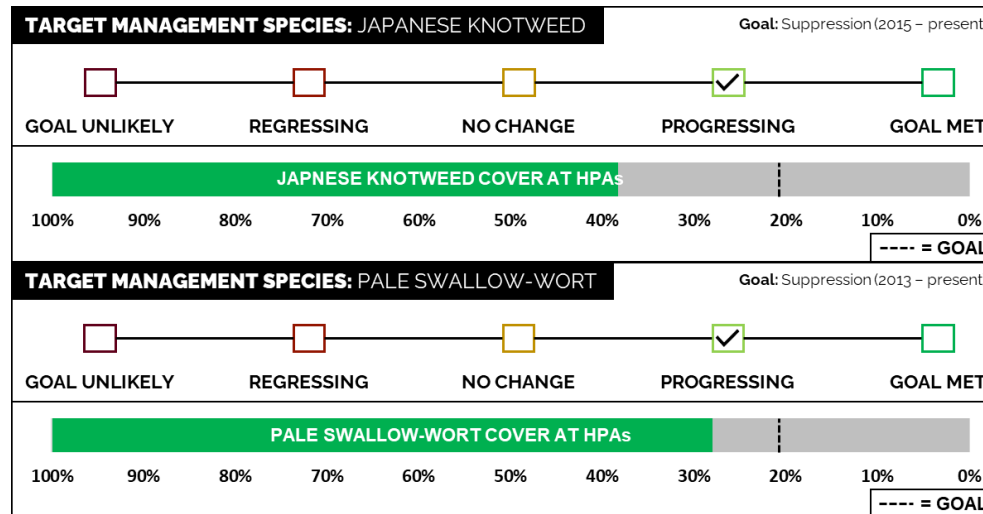 TARGET MANAGEMENT SPECIES: JAPANESE KNOTWEED Goal: Suppression (2015 – present
GOAL UNLIKELY REGRESSING NO CHANGE PROGRESSING GOAL MET
JAPNESE KNOTWEED COVER AT HPAs
100% 90% 80% 70% 60% 50% 40% 30% 20% 10% 0%
---- = GOAL
TARGET MANAGEMENT SPECIES: PALE SWALLOW-WORT Goal: Suppression (2013 – present
GOAL UNLIKELY REGRESSING NO CHANGE PROGRESSING GOAL MET
PALE SWALLOW-WORT COVER AT HPAs
100% 90% 80% 70% 60% 50% 40% 30% 20% 10% 0%
---- = GOAL